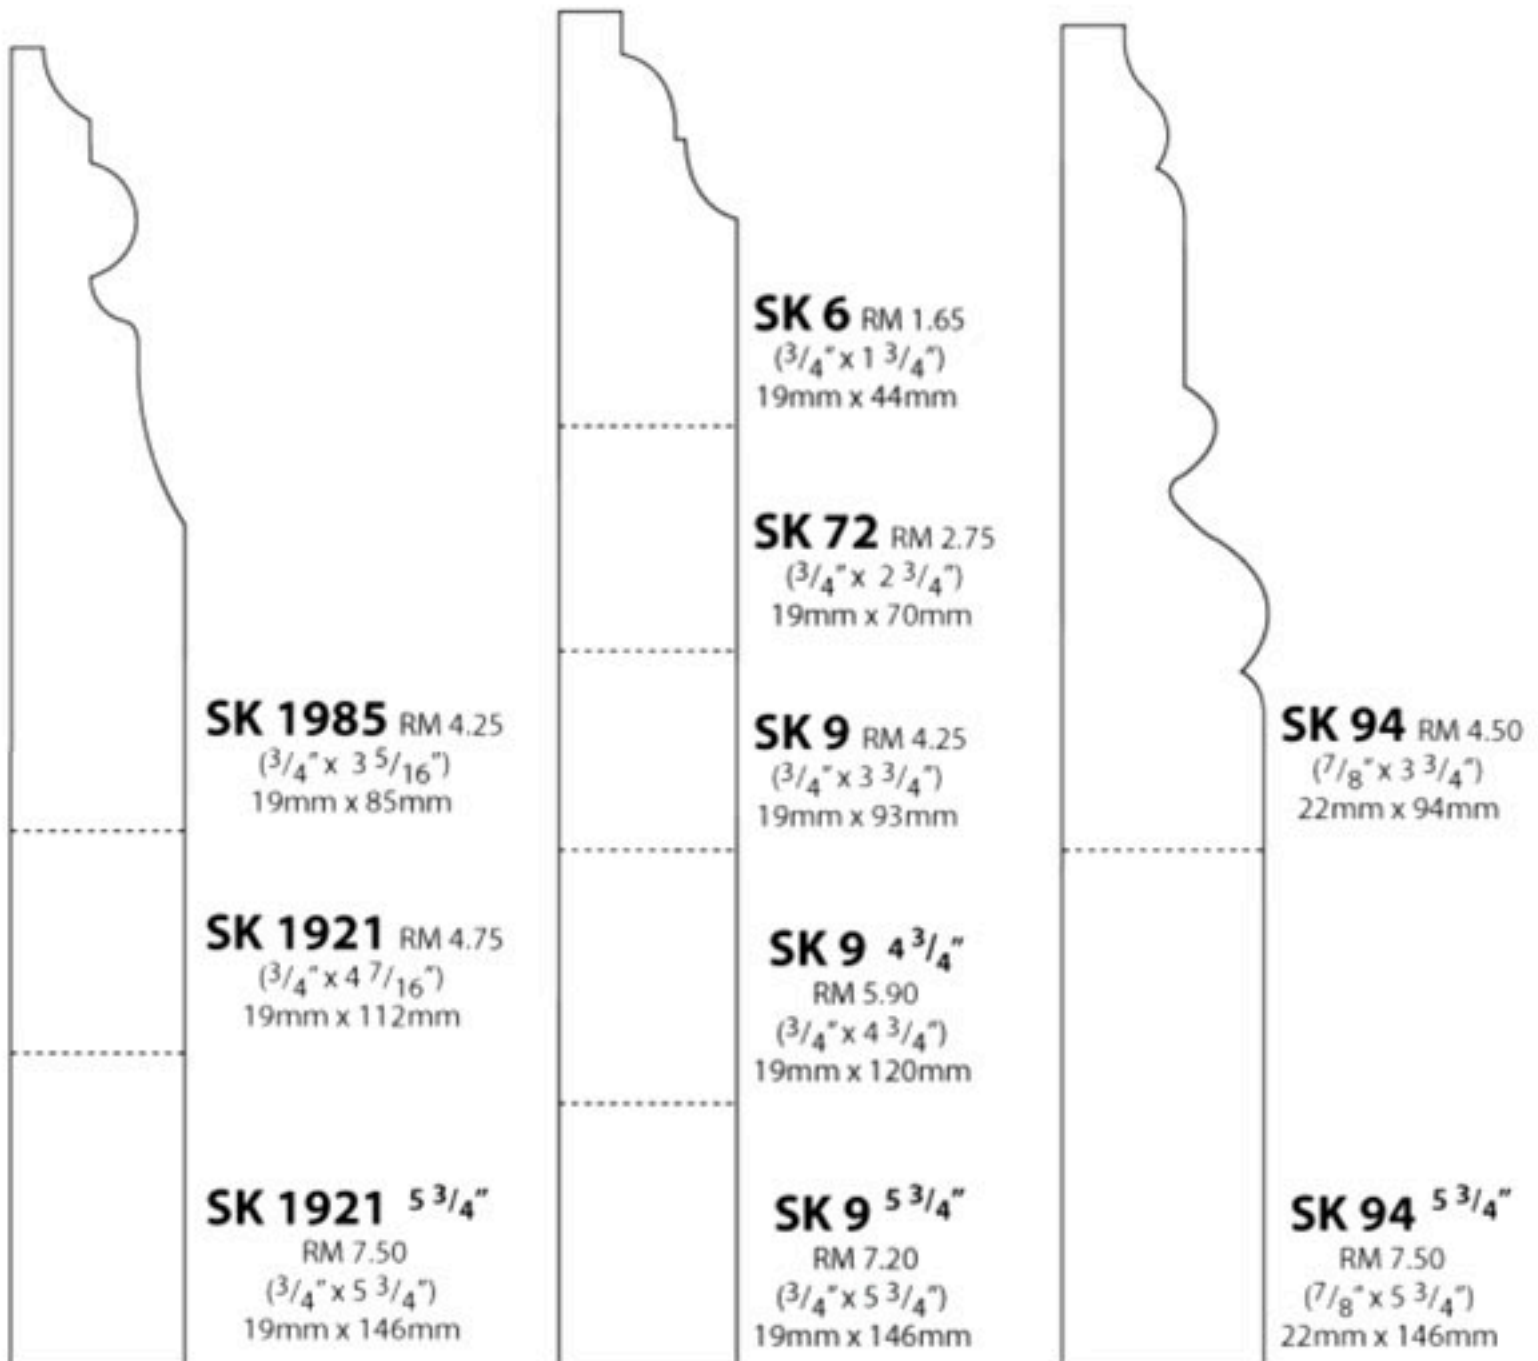 SK 1985 RM 4.25
(3/4" x 3 5/16")
19mm x 85mm
SK 1921 RM 4.75
(3/4" x 4 7/16")
19mm x 112mm
SK 1921 5 3/4"
RM 7.50
(3/4" x 5 3/4")
19mm x 146mm
SK 6 RM 1.65
(3/4" x 1 3/4")
19mm x 44mm
SK 72 RM 2.75
(3/4" x 2 3/4")
19mm x 70mm
SK 9 RM 4.25
(3/4" x 3 3/4")
19mm x 93mm
SK 9 4 3/4"
RM 5.90
(3/4" x 4 3/4")
19mm x 120mm
SK 9 5 3/4"
RM 7.20
(3/4" x 5 3/4")
19mm x 146mm
SK 94 RM 4.50
(7/8" x 3 3/4")
22mm x 94mm
SK 94 5 3/4"
RM 7.50
(7/8" x 5 3/4")
22mm x 146mm